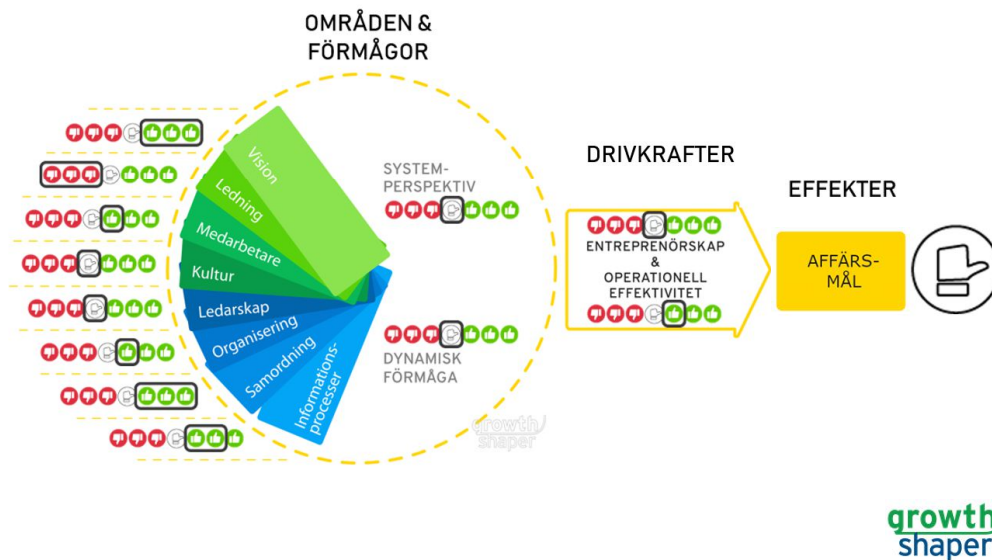 OMRÅDEN &
FÖRMÅGOR
Vision
Ledning
Medarbetare
Kultur
Ledarskap
Organisering
Samordning
Informations-
processer
SYSTEM-
PERSPEKTIV
DYNAMISK
FÖRMÅGA
growth
shaper
DRIVKRAFTER
ENTREPRENÖRSKAP
&
OPERATIONELL
EFFEKTIVITET
EFFEKTER
AFFÄRS-
MÅL
growth
shaper